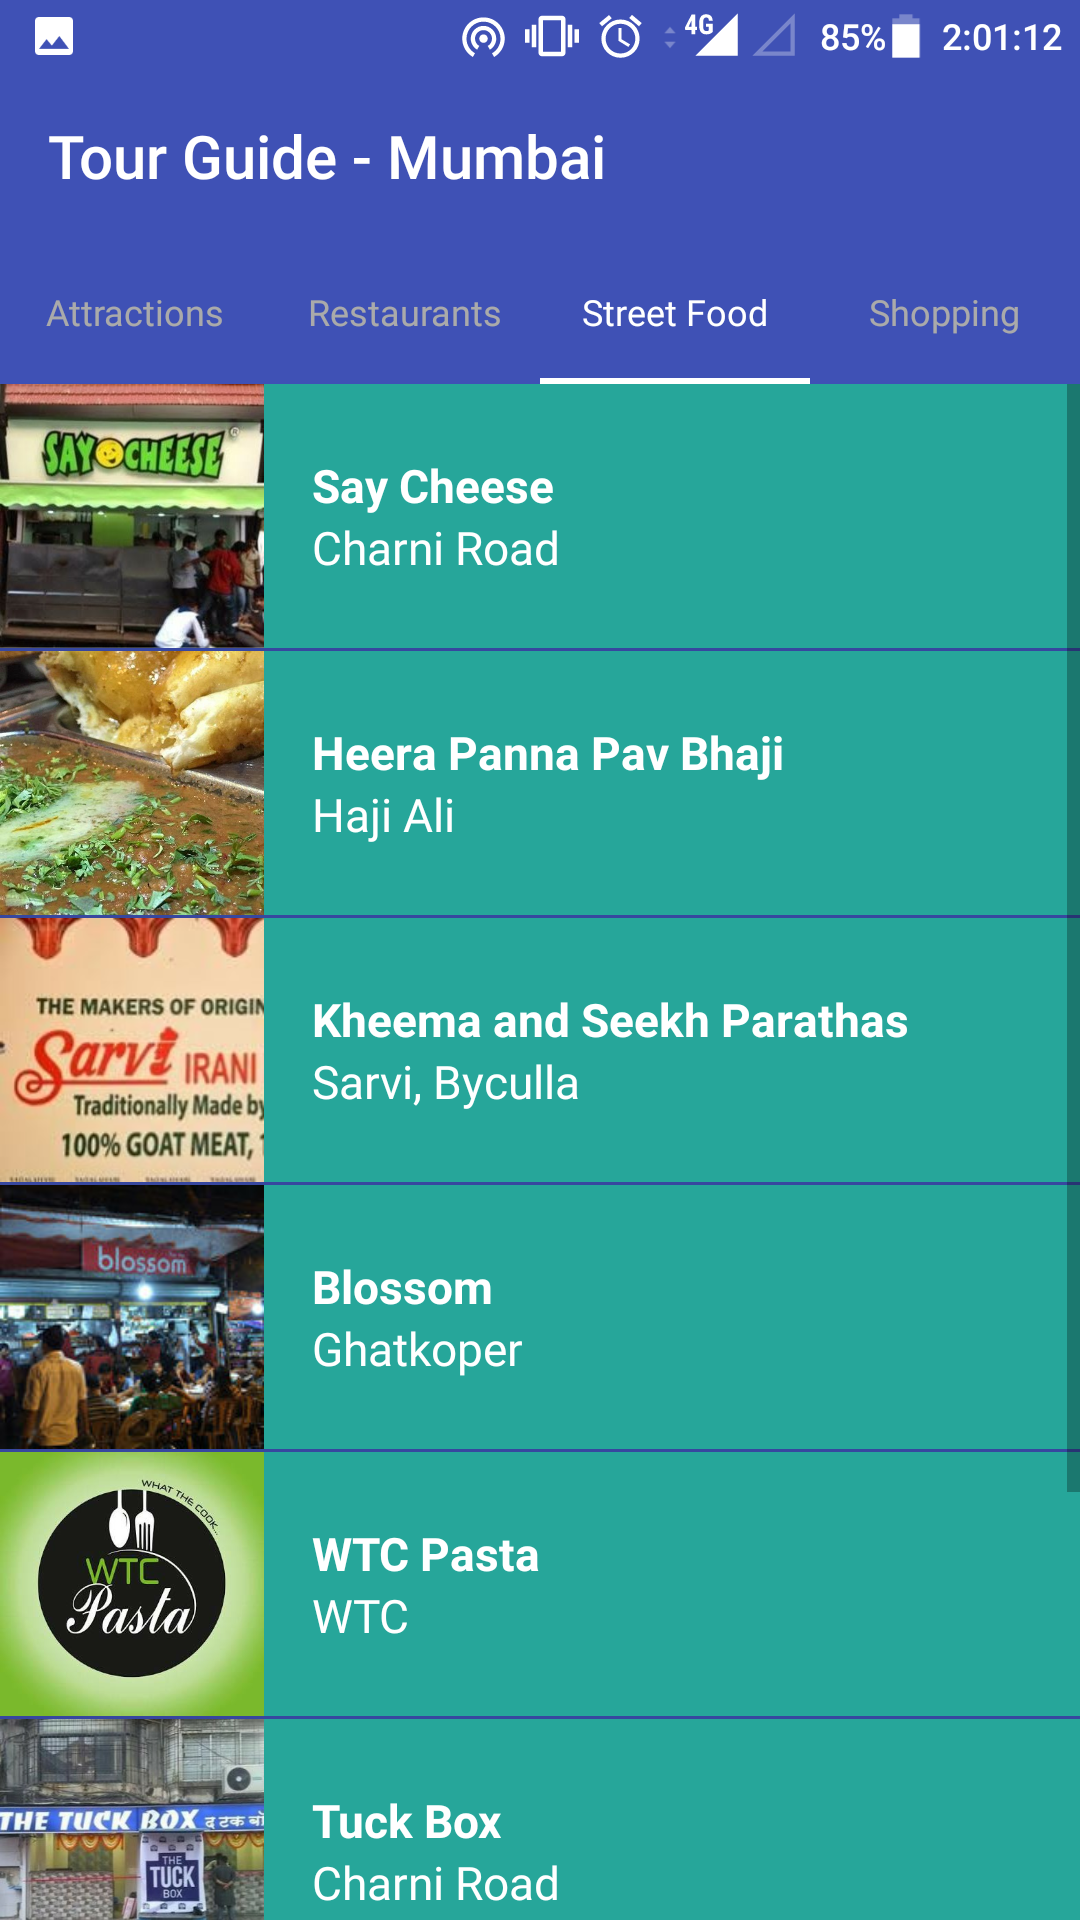 4G 85% 2:01:12
Tour Guide - Mumbai
Attractions Restaurants Street Food Shopping
SAY CHEESE ®
Say Cheese
Charni Road
Heera Panna Pav Bhaji
Haji Ali
THE MAKERS OF ORIGIN
Sarvi IRANI
Traditionally Made by
100% GOAT MEAT,
Kheema and Seekh Parathas
Sarvi, Byculla
blossom
Blossom
Ghatkoper
WHAT THE COOK...
WTC
Pasta
WTC Pasta
WTC
THE TUCK BOX द टक बॉ
THE
TUCK
BOX
Tuck Box
Charni Road